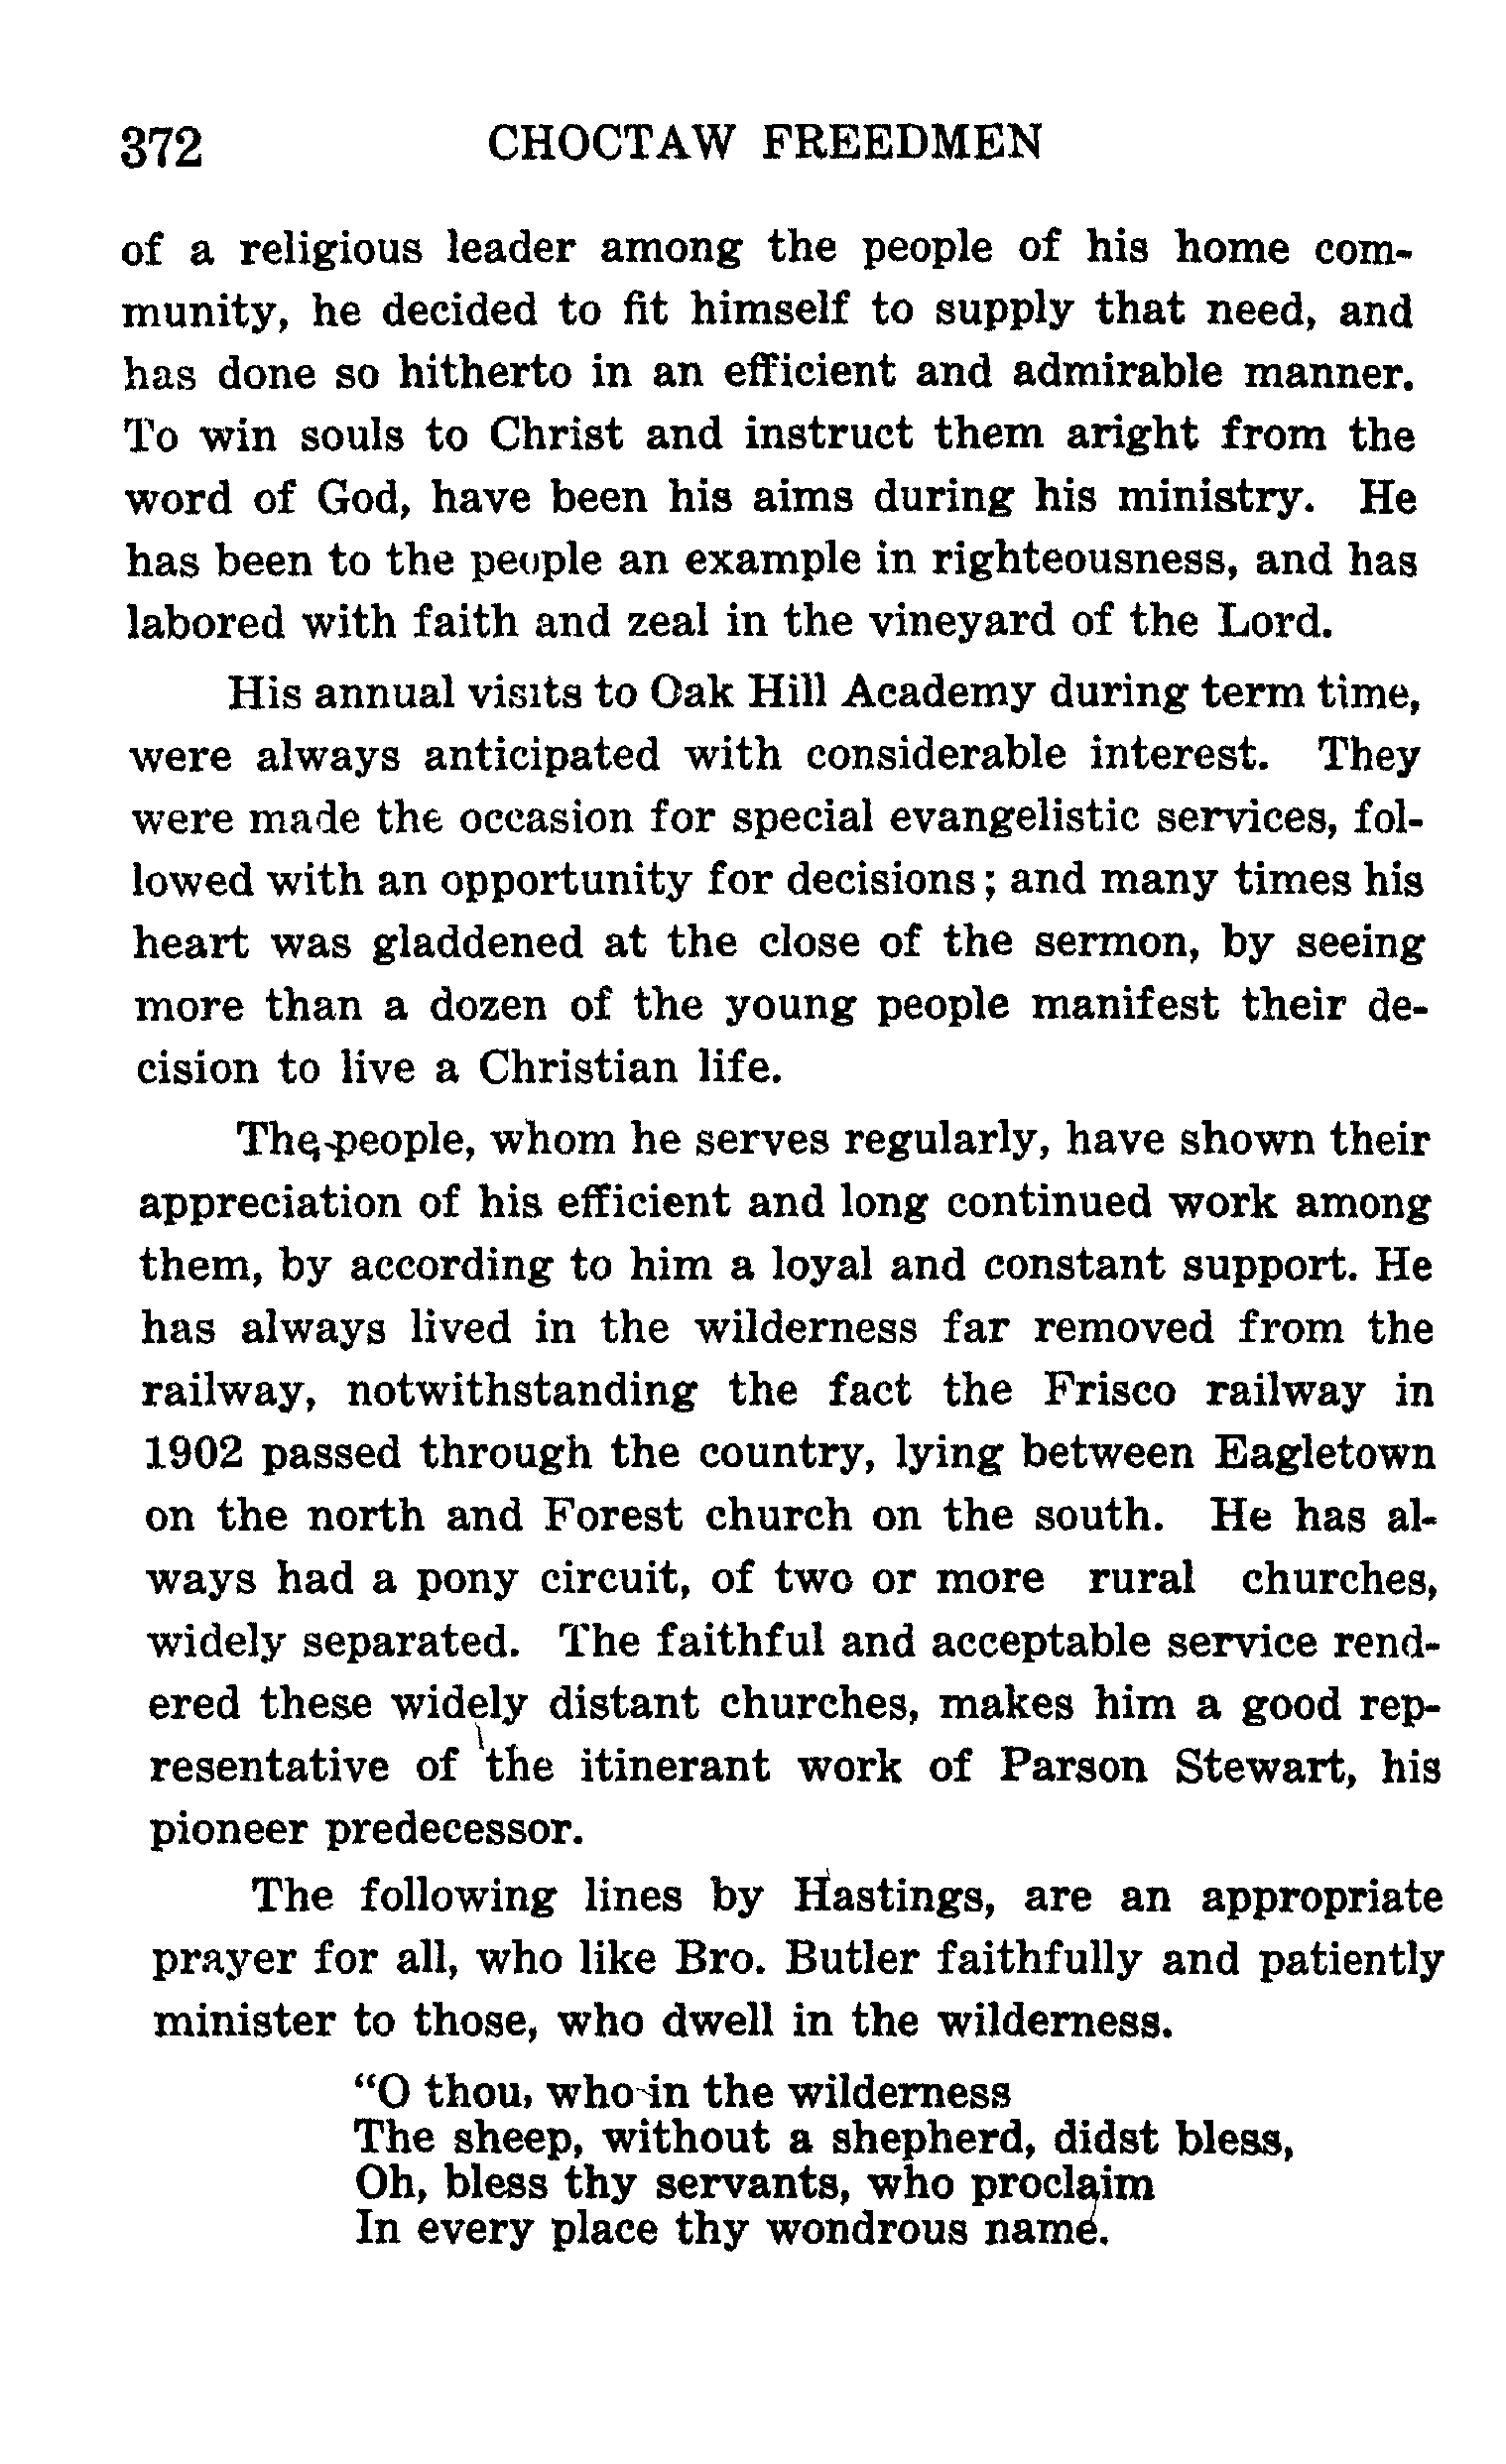 372 CHOCTAW FREEDMEN
of a religious leader among the people of his home com-
munity, he decided to fit himself to supply that need, and
has done so hitherto in an efficient and admirable manner.
To win souls to Christ and instruct them aright from the
word of God, have been his aims during his ministry. He
has been to the people an example in righteousness, and has
labored with faith and zeal in the vineyard of the Lord.
His annual visits to Oak Hill Academy during term time,
were always anticipated with considerable interest. They
were made the occasion for special evangelistic services, fol-
lowed with an opportunity for decisions; and many times his
heart was gladdened at the close of the sermon, by seeing
more than a dozen of the young people manifest their de-
cision to live a Christian life.
The people, whom he serves regularly, have shown their
appreciation of his efficient and long continued work among
them, by according to him a loyal and constant support. He
has always lived in the wilderness far removed from the
railway, notwithstanding the fact the Frisco railway in
1902 passed through the country, lying between Eagletown
on the north and Forest church on the south. He has al-
ways had a pony circuit, of two or more rural churches,
widely separated. The faithful and acceptable service rend-
ered these widely distant churches, makes him a good rep-
resentative of the itinerant work of Parson Stewart, his
pioneer predecessor.
The following lines by Hastings, are an appropriate
prayer for all, who like Bro. Butler faithfully and patiently
minister to those, who dwell in the wilderness.
"O thou, who in the wilderness
The sheep, without a shepherd, didst bless,
Oh, bless thy servants, who proclaim
In every place thy wondrous name.